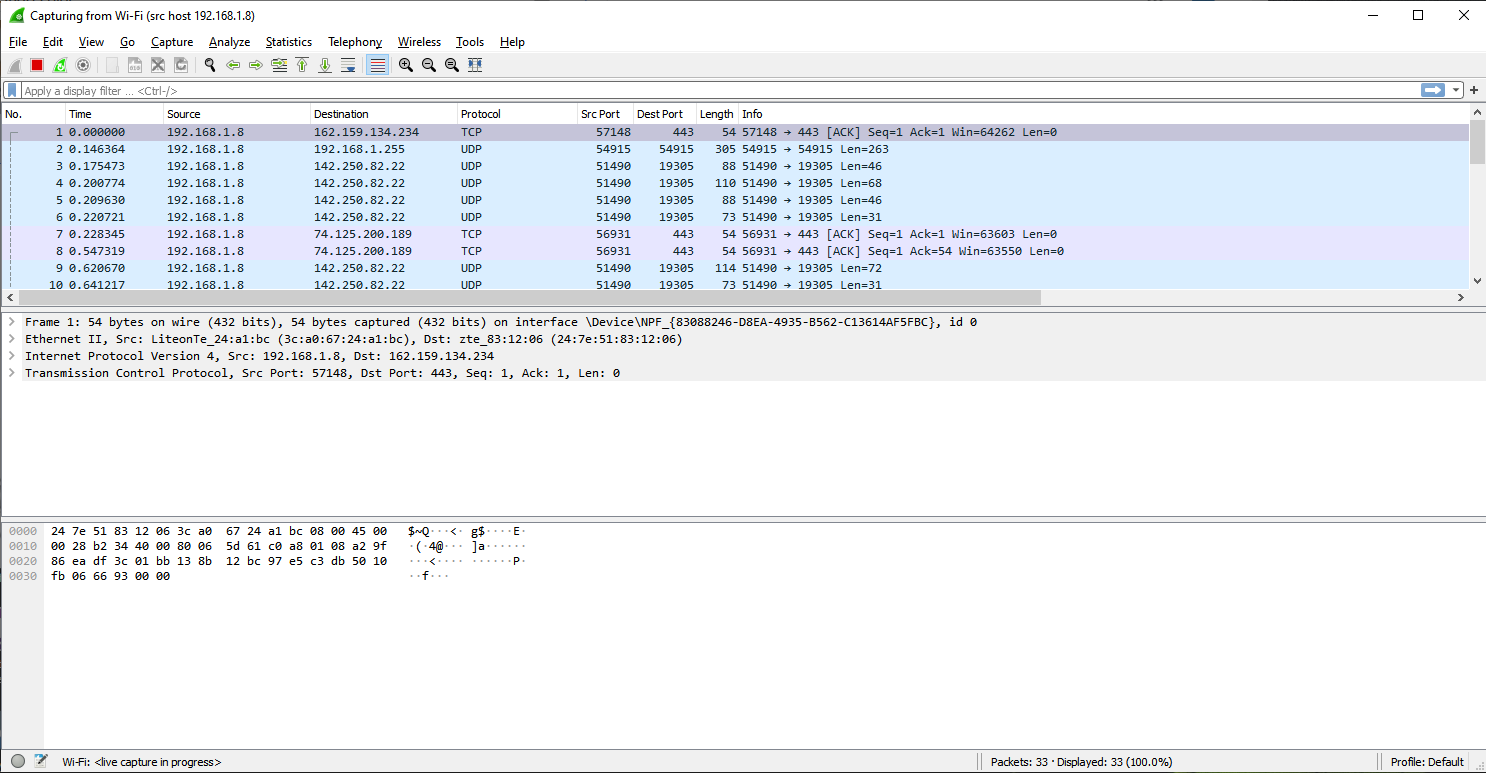 Capturing from Wi-Fi (src host 192.168.1.8)
File Edit View Go Capture Analyze Statistics Telephony Wireless Tools Help
Apply a display filter ... <Ctrl-/>
No. Time Source Destination Protocol Src Port Dest Port Length Info
1 0.000000 192.168.1.8 162.159.134.234 TCP 57148 443 54 57148 → 443 [ACK] Seq=1 Ack=1 Win=64262 Len=0
2 0.146364 192.168.1.8 192.168.1.255 UDP 54915 54915 305 54915 → 54915 Len=263
3 0.175473 192.168.1.8 142.250.82.22 UDP 51490 19305 88 51490 → 19305 Len=46
4 0.200774 192.168.1.8 142.250.82.22 UDP 51490 19305 110 51490 → 19305 Len=68
5 0.209630 192.168.1.8 142.250.82.22 UDP 51490 19305 88 51490 → 19305 Len=46
6 0.220721 192.168.1.8 142.250.82.22 UDP 51490 19305 73 51490 → 19305 Len=31
7 0.228345 192.168.1.8 74.125.200.189 TCP 56931 443 54 56931 → 443 [ACK] Seq=1 Ack=1 Win=63603 Len=0
8 0.547319 192.168.1.8 74.125.200.189 TCP 56931 443 54 56931 → 443 [ACK] Seq=1 Ack=54 Win=63550 Len=0
9 0.620670 192.168.1.8 142.250.82.22 UDP 51490 19305 114 51490 → 19305 Len=72
10 0.641217 192.168.1.8 142.250.82.22 UDP 51490 19305 73 51490 → 19305 Len=31
Frame 1: 54 bytes on wire (432 bits), 54 bytes captured (432 bits) on interface \Device\NPF_{83088246-D8EA-4935-B562-C13614AF5FBC}, id 0
Ethernet II, Src: LiteonTe_24:a1:bc (3c:a0:67:24:a1:bc), Dst: zte_83:12:06 (24:7e:51:83:12:06)
Internet Protocol Version 4, Src: 192.168.1.8, Dst: 162.159.134.234
Transmission Control Protocol, Src Port: 57148, Dst Port: 443, Seq: 1, Ack: 1, Len: 0
0000 24 7e 51 83 12 06 3c a0 67 24 a1 bc 08 00 45 00 $~Q···<· g$····E·
0010 00 28 b2 34 40 00 80 06 5d 61 c0 a8 01 08 a2 9f ·(·4@··· ]a······
0020 86 ea df 3c 01 bb 13 8b 12 bc 97 e5 c3 db 50 10 ···<···· ······P·
0030 fb 06 66 93 00 00 ··f···
Wi-Fi: <live capture in progress>
Packets: 33 · Displayed: 33 (100.0%)
Profile: Default